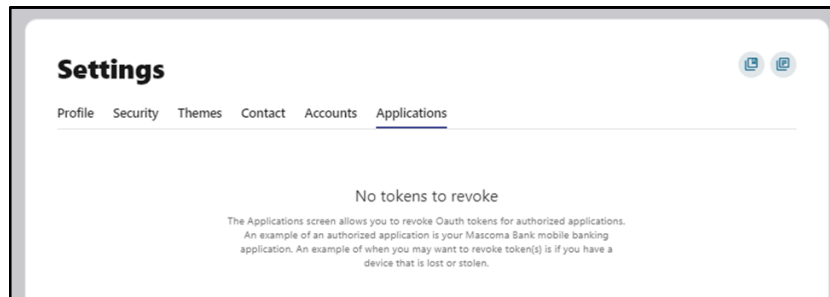 Settings
Profile Security Themes Contact Accounts Applications
No tokens to revoke
The Applications screen allows you to revoke Oauth tokens for authorized applications.
An example of an authorized application is your Mascoma Bank mobile banking
application. An example of when you may want to revoke token(s) is if you have a
device that is lost or stolen.